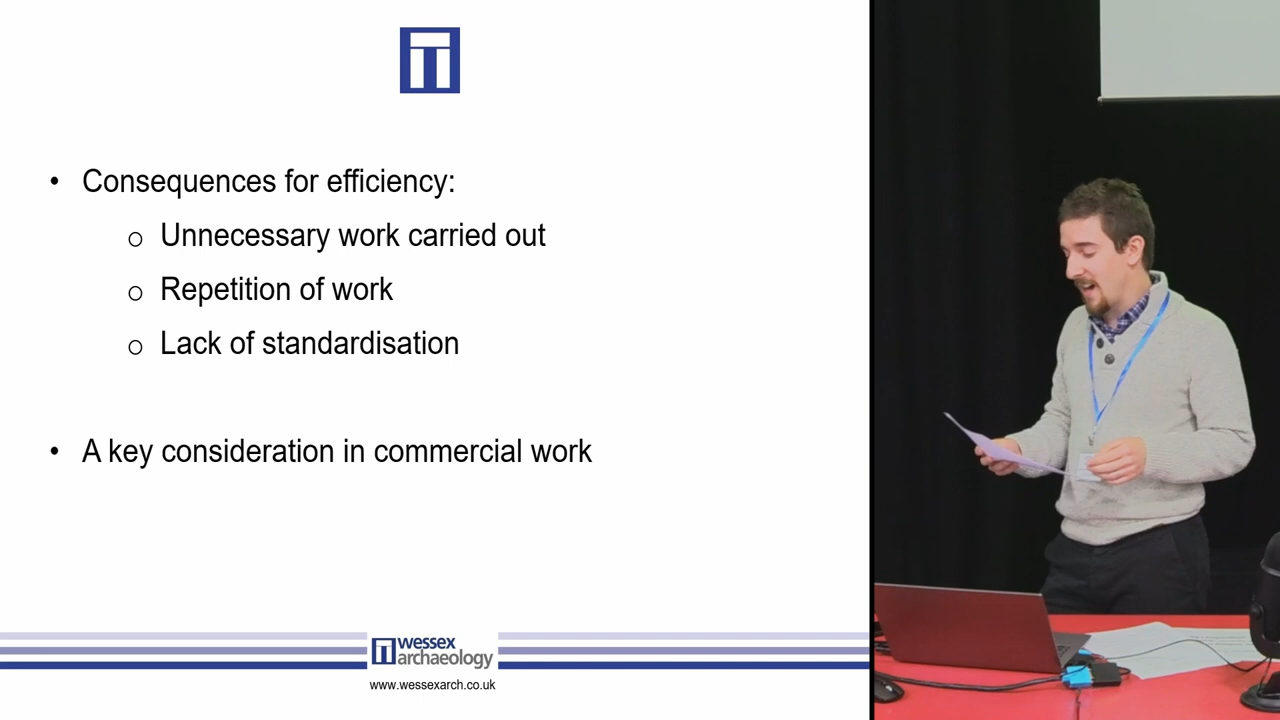 • Consequences for efficiency:
o Unnecessary work carried out
o Repetition of work
o Lack of standardisation
• A key consideration in commercial work
wessex
archaeology
www.wessexarch.co.uk